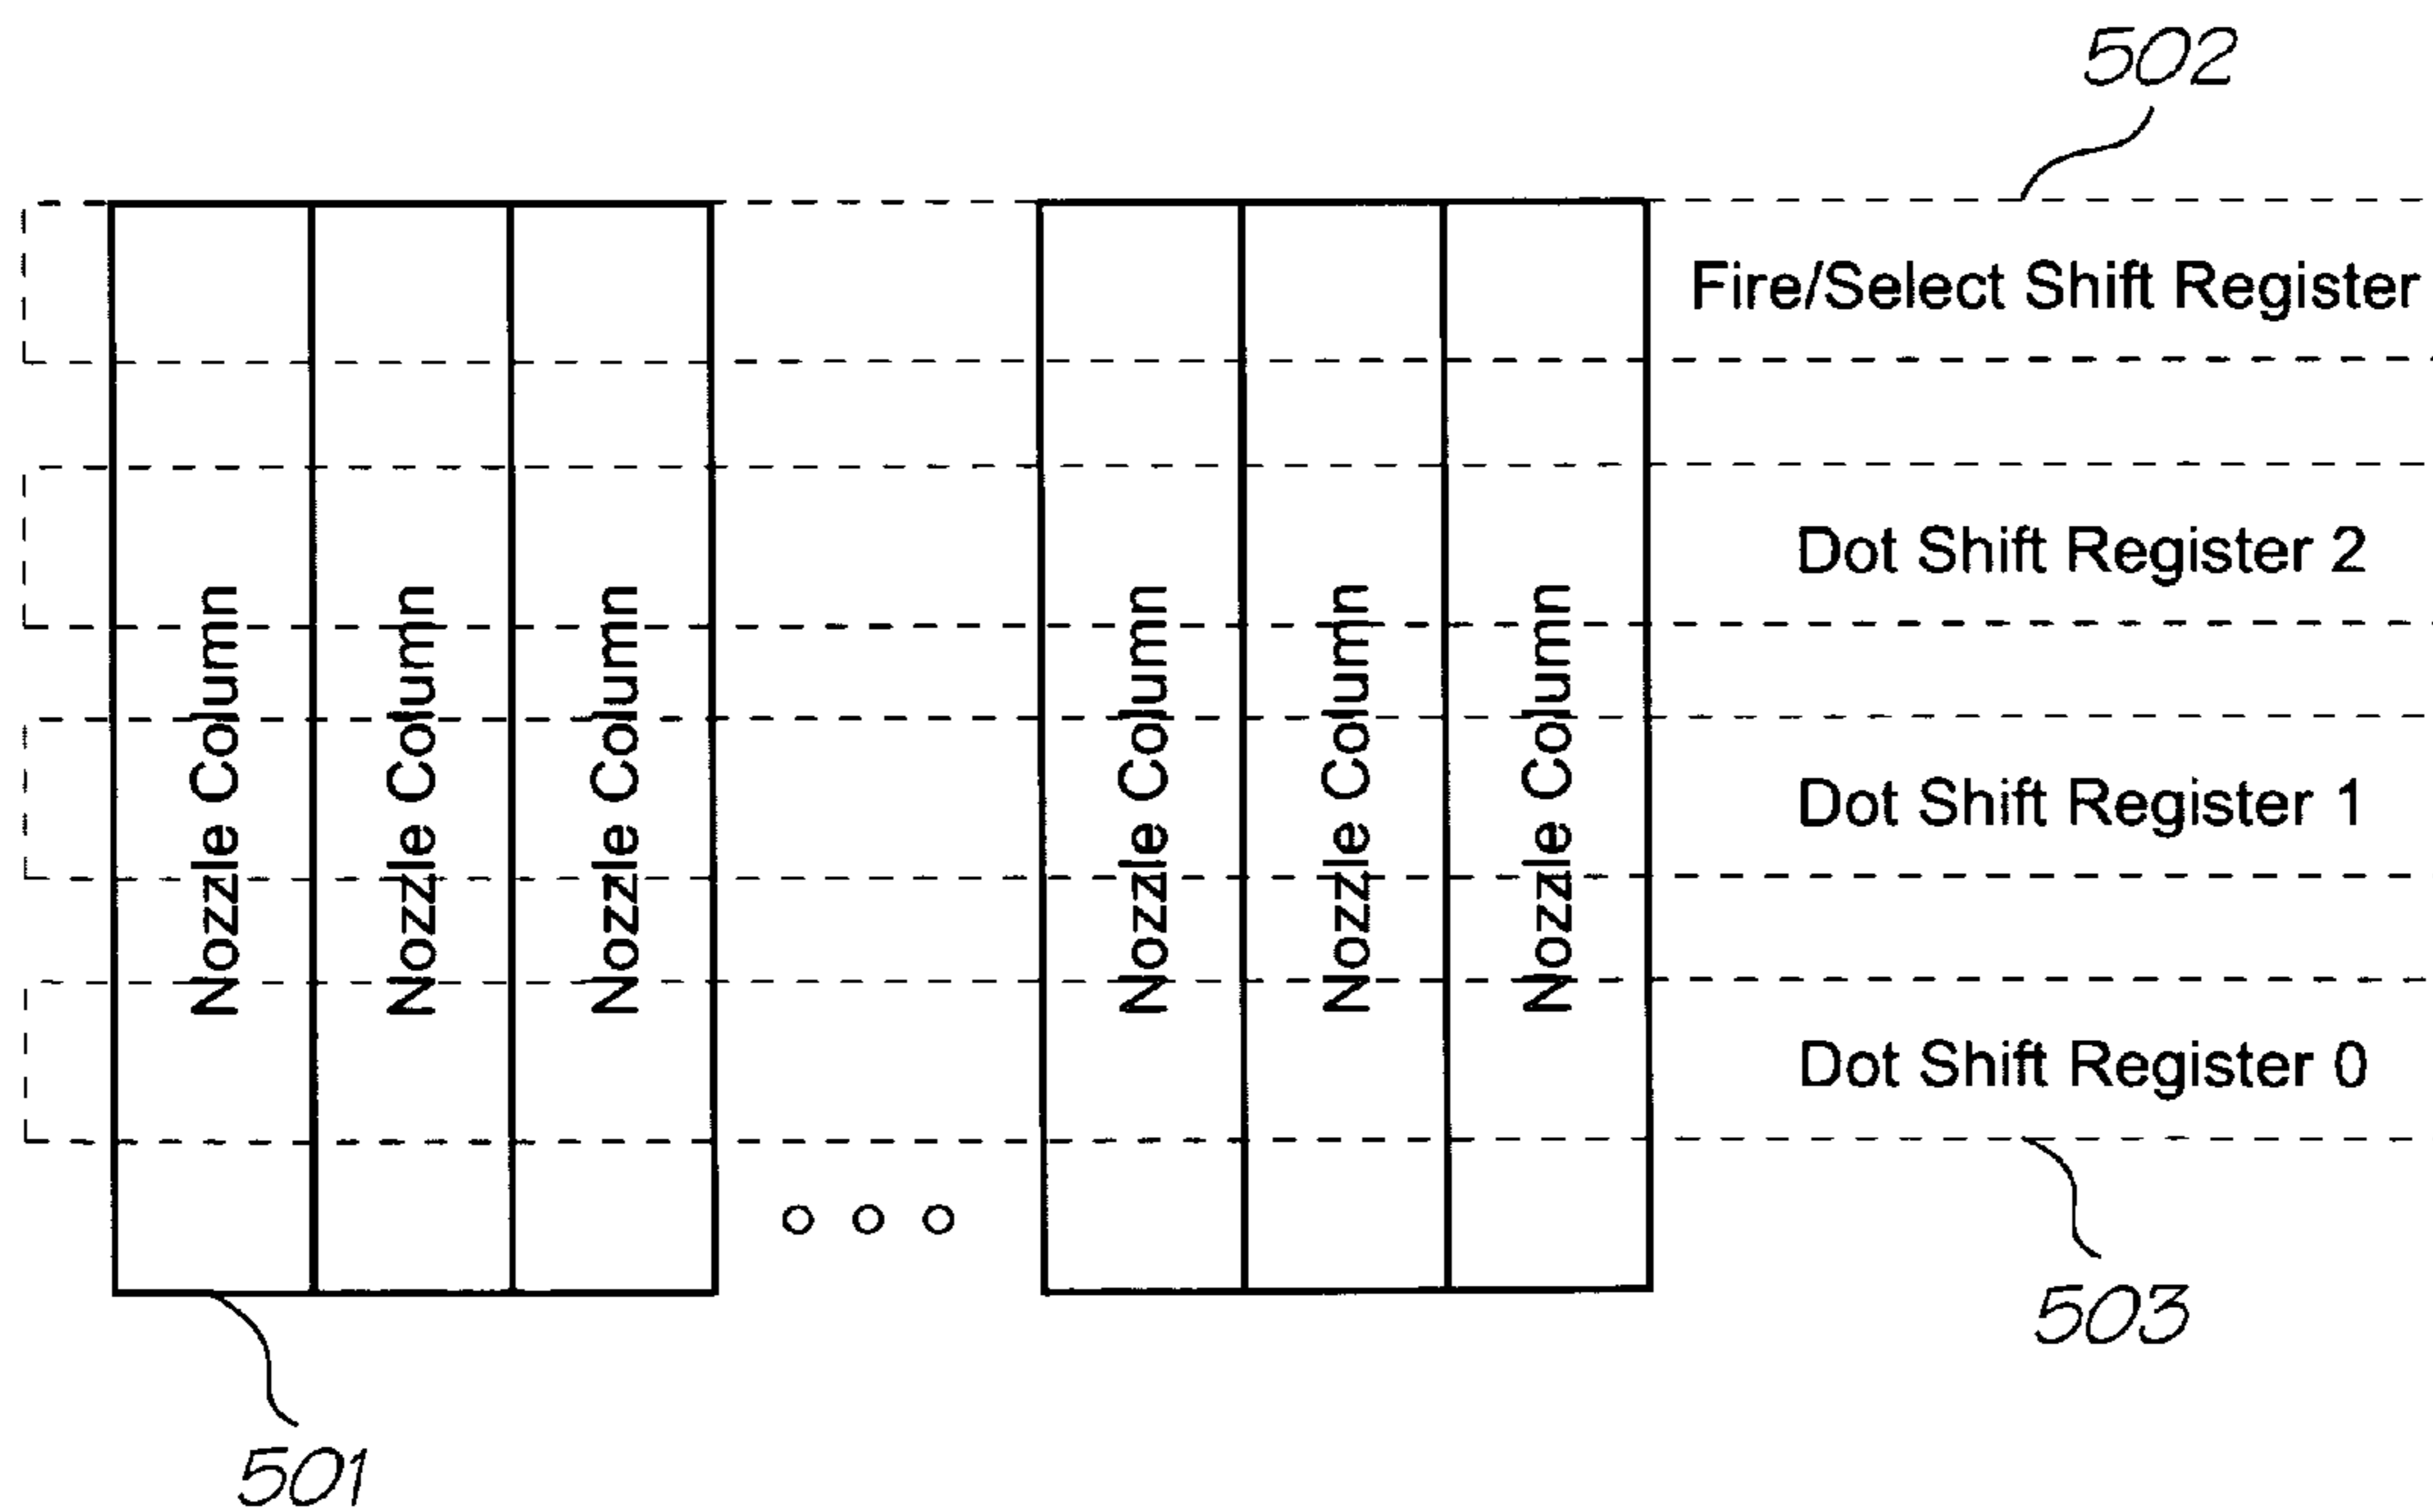 502
Fire/Select Shift Register
Dot Shift Register 2
Nozzle Column
Nozzle Column
Nozzle Column
Nozzle Column
Nozzle Column
Nozzle Column
Dot Shift Register 1
Dot Shift Register 0
503
501